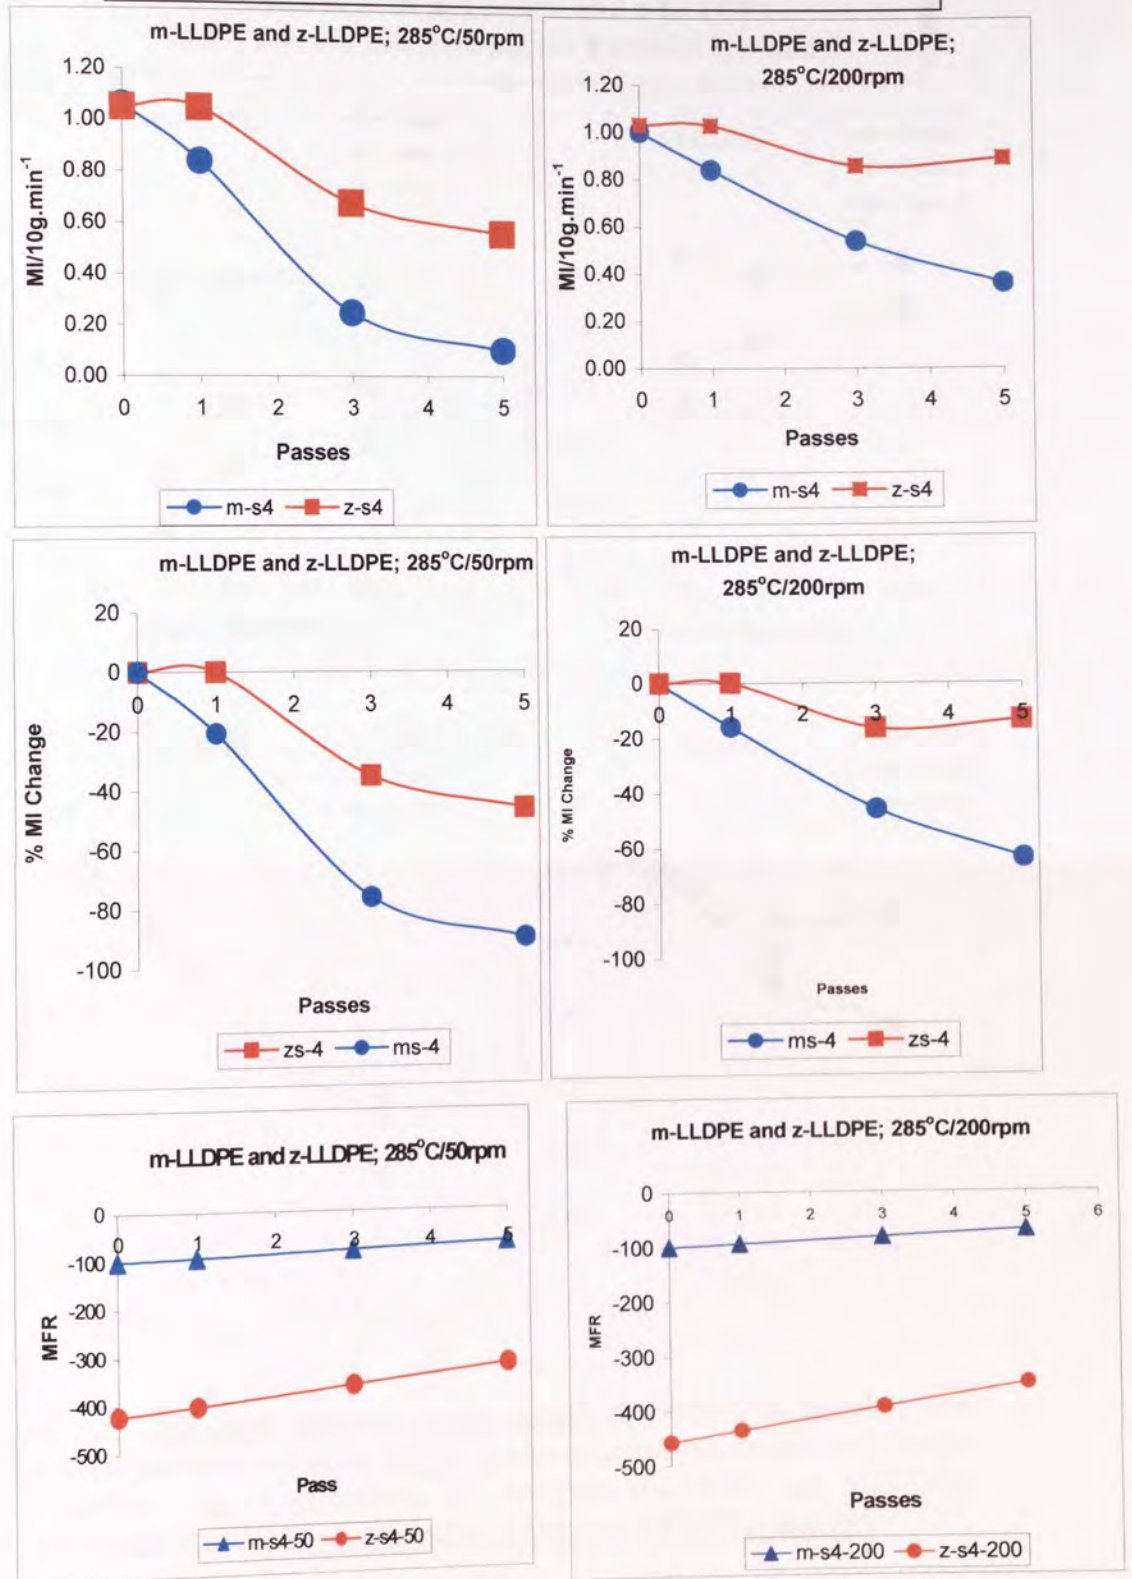 m-LLDPE and z-LLDPE; 285°C/50rpm
1.20
1.00
0.80
0.60
0.40
0.20
0.00
MI/10g.min⁻¹
0 1 2 3 4 5
Passes
m-s4 z-s4
m-LLDPE and z-LLDPE;
285°C/200rpm
1.20
1.00
0.80
0.60
0.40
0.20
0.00
MI/10g.min⁻¹
0 1 2 3 4 5
Passes
m-s4 z-s4
m-LLDPE and z-LLDPE; 285°C/50rpm
20
0
-20
-40
-60
-80
-100
% MI Change
0 1 2 3 4 5
Passes
zs-4 ms-4
m-LLDPE and z-LLDPE;
285°C/200rpm
20
0
-20
-40
-60
-80
-100
% MI Change
0 1 2 3 4 5
Passes
ms-4 zs-4
m-LLDPE and z-LLDPE; 285°C/50rpm
0
-100
-200
-300
-400
-500
MFR
0 1 2 3 4 5
Pass
m-s4-50 z-s4-50
m-LLDPE and z-LLDPE; 285°C/200rpm
0
-100
-200
-300
-400
-500
MFR
0 1 2 3 4 5 6
Passes
m-s4-200 z-s4-200